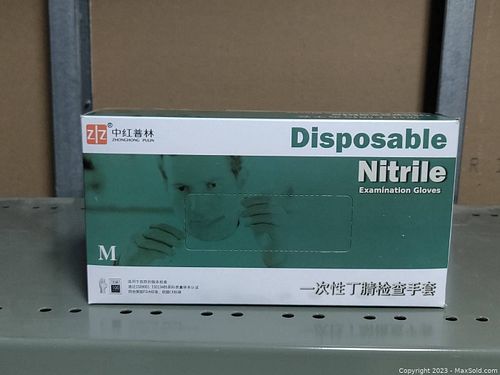 ZZ® 中红普林
ZHONGHONG PULIN
Disposable
Nitrile
Examination Gloves
M
100
一次性丁腈检查手套
Copyright 2023 - MaxSold.com